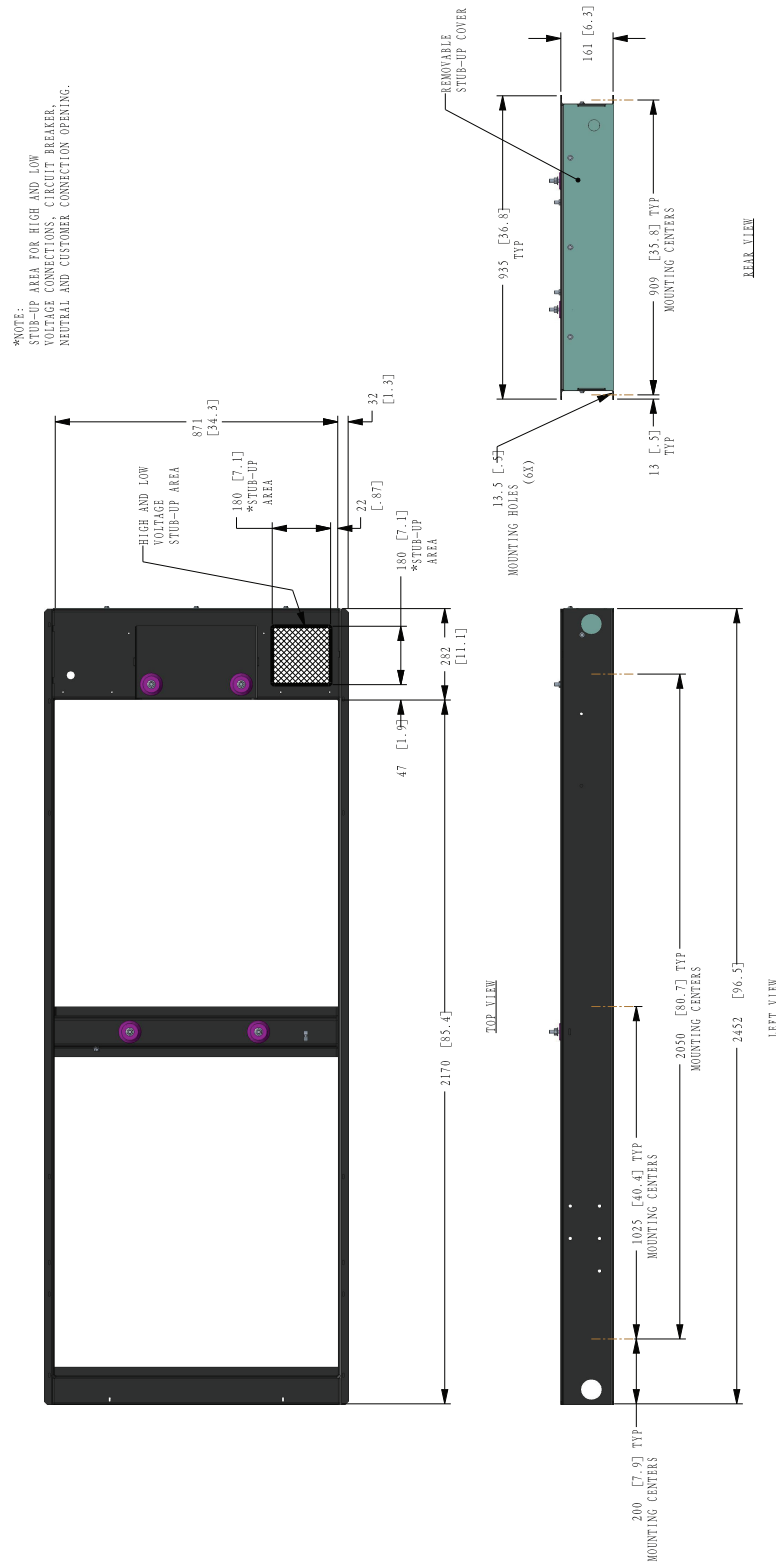 *NOTE:
STUB-UP AREA FOR HIGH AND LOW
VOLTAGE CONNECTIONS, CIRCUIT BREAKER,
NEUTRAL AND CUSTOMER CONNECTION OPENING.
871
[34.3]
32
[1.3]
HIGH AND LOW
VOLTAGE
STUB-UP AREA
180 [7.1]
*STUB-UP
AREA
22
[.87]
180 [7.1]
*STUB-UP
AREA
282
[11.1]
47 [1.9]
2170 [85.4]
TOP VIEW
REMOVABLE
STUB-UP COVER
161 [6.3]
935 [36.8]
TYP
909 [35.8] TYP
MOUNTING CENTERS
13 [.5]
TYP
13.5 [.5]
MOUNTING HOLES
(6X)
REAR VIEW
200 [7.9] TYP
MOUNTING CENTERS
1025 [40.4] TYP
MOUNTING CENTERS
2050 [80.7] TYP
MOUNTING CENTERS
2452 [96.5]
LEFT VIEW